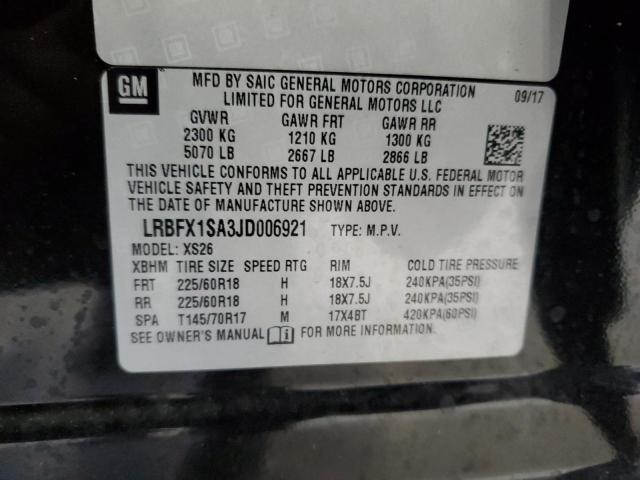 GM
MFD BY SAIC GENERAL MOTORS CORPORATION
LIMITED FOR GENERAL MOTORS LLC
09/17
GVWR GAWR FRT GAWR RR
2300 KG 1210 KG 1300 KG
5070 LB 2667 LB 2866 LB
THIS VEHICLE CONFORMS TO ALL APPLICABLE U.S. FEDERAL MOTOR
VEHICLE SAFETY AND THEFT PREVENTION STANDARDS IN EFFECT ON
THE DATE OF MANUFACTURE SHOWN ABOVE.
LRBFX1SA3JD006921 TYPE: M.P.V.
MODEL: XS26
XBHM TIRE SIZE SPEED RTG RIM COLD TIRE PRESSURE
FRT 225/60R18 H 18X7.5J 240KPA(35PSI)
RR 225/60R18 H 18X7.5J 240KPA(35PSI)
SPA T145/70R17 M 17X4BT 420KPA(60PSI)
SEE OWNER'S MANUAL FOR MORE INFORMATION.